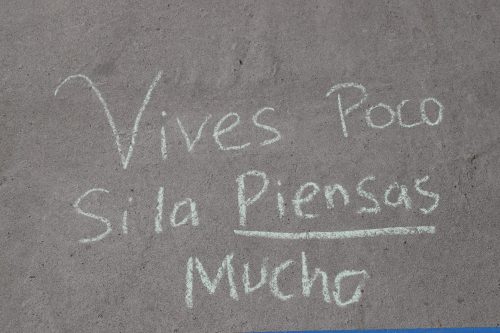 Vives Poco
Si la Piensas
Mucho